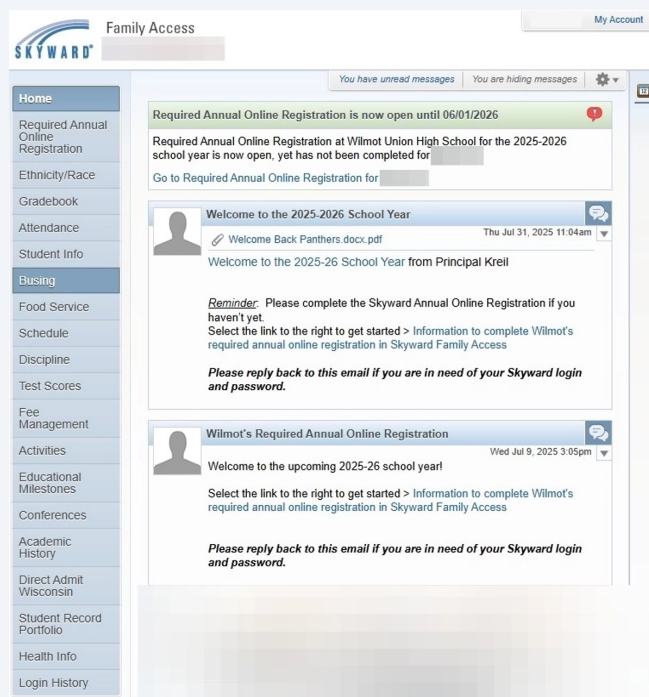 SKYWARD®
Family Access
My Account
You have unread messages
You are hiding messages
Home
Required Annual
Online
Registration
Ethnicity/Race
Gradebook
Attendance
Student Info
Busing
Food Service
Schedule
Discipline
Test Scores
Fee
Management
Activities
Educational
Milestones
Conferences
Academic
History
Direct Admit
Wisconsin
Student Record
Portfolio
Health Info
Login History
Required Annual Online Registration is now open until 06/01/2026
Required Annual Online Registration at Wilmot Union High School for the 2025-2026
school year is now open, yet has not been completed for
Go to Required Annual Online Registration for
Welcome to the 2025-2026 School Year
Thu Jul 31, 2025 11:04am
Welcome Back Panthers.docx.pdf
Welcome to the 2025-26 School Year from Principal Kreil
Reminder: Please complete the Skyward Annual Online Registration if you
haven't yet.
Select the link to the right to get started > Information to complete Wilmot's
required annual online registration in Skyward Family Access
Please reply back to this email if you are in need of your Skyward login
and password.
Wilmot's Required Annual Online Registration
Wed Jul 9, 2025 3:05pm
Welcome to the upcoming 2025-26 school year!
Select the link to the right to get started > Information to complete Wilmot's
required annual online registration in Skyward Family Access
Please reply back to this email if you are in need of your Skyward login
and password.